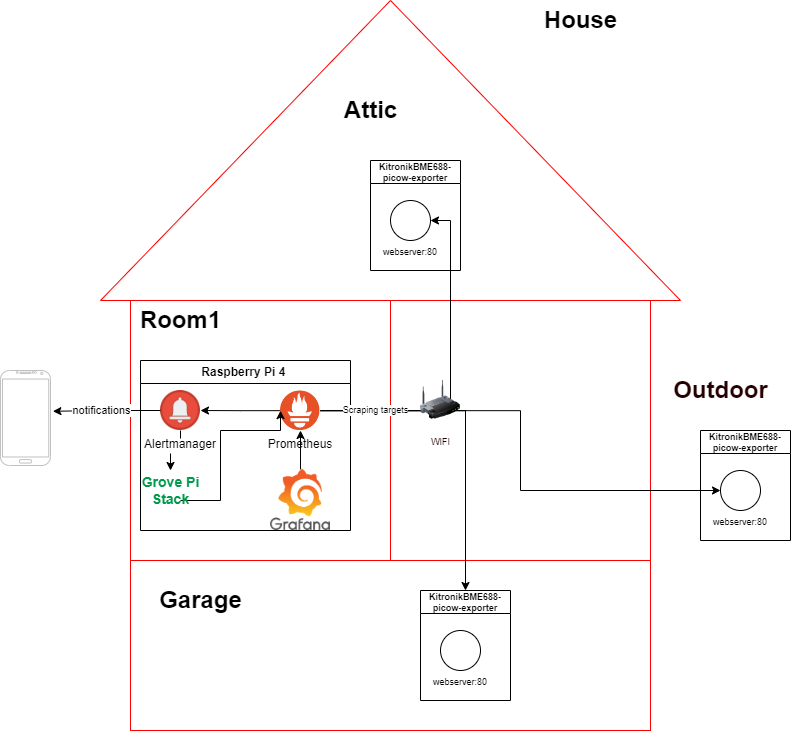 House
Attic
KitronikBME688-
picow-exporter
webserver:80
Room1
Raspberry Pi 4
notifications
Scraping targets
Alertmanager
Prometheus
WIFI
Grove Pi
Stack
Grafana
Outdoor
KitronikBME688-
picow-exporter
webserver:80
Garage
KitronikBME688-
picow-exporter
webserver:80